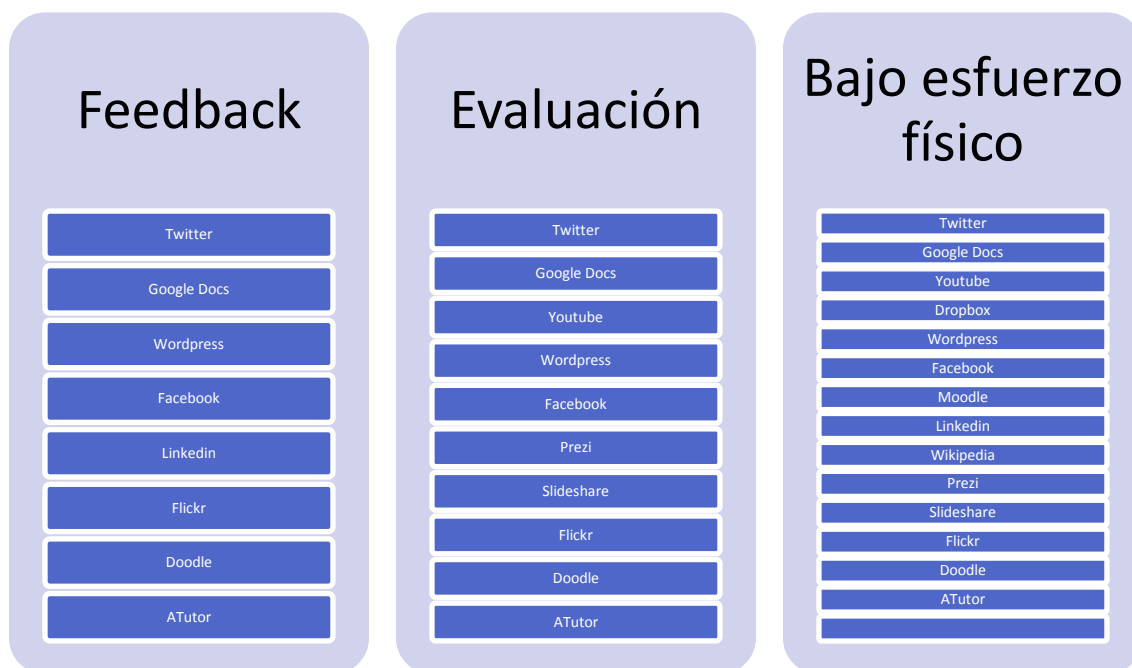 Feedback
Twitter
Google Docs
Wordpress
Facebook
Linkedin
Flickr
Doodle
ATutor
Evaluación
Twitter
Google Docs
Youtube
Wordpress
Facebook
Prezi
Slideshare
Flickr
Doodle
ATutor
Bajo esfuerzo
físico
Twitter
Google Docs
Youtube
Dropbox
Wordpress
Facebook
Moodle
Linkedin
Wikipedia
Prezi
Slideshare
Flickr
Doodle
ATutor